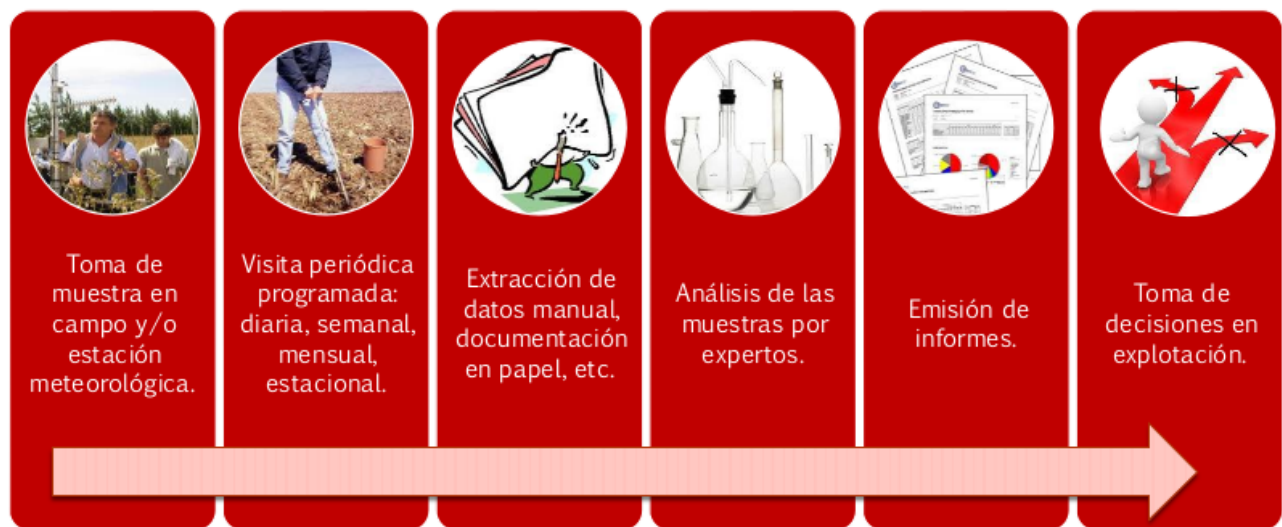 Toma de
muestra en
campo y/o
estación
meteorológica.
Visita periódica
programada:
diaria, semanal,
mensual,
estacional.
Extracción de
datos manual,
documentación
en papel, etc.
Análisis de las
muestras por
expertos.
Emisión de
informes.
Toma de
decisiones en
explotación.